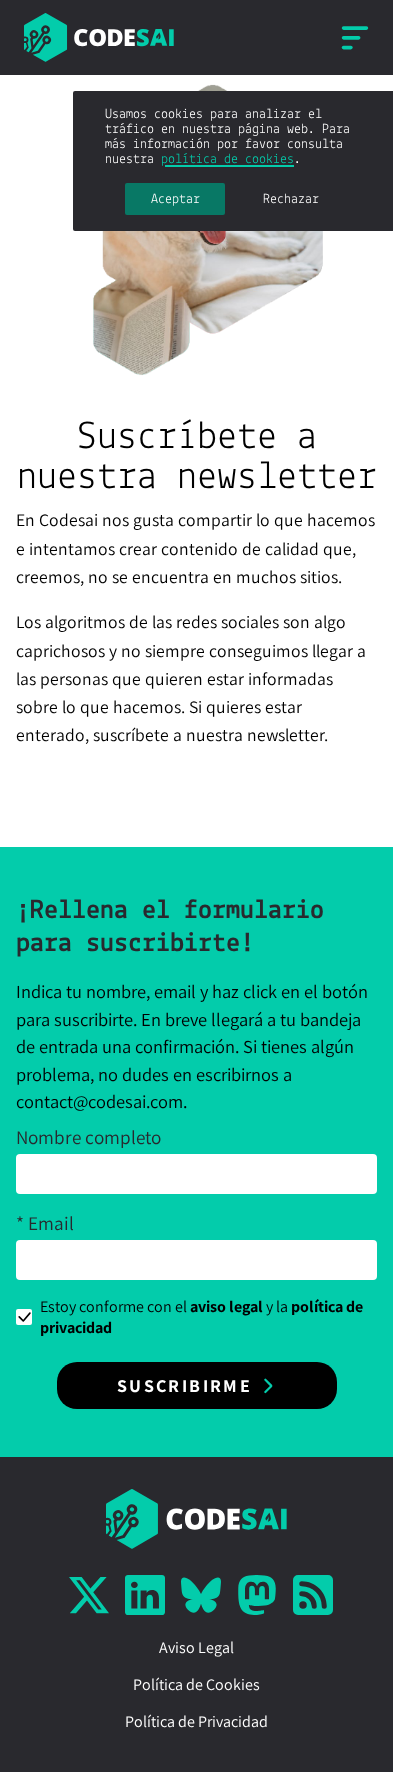 CODESAI
Usamos cookies para analizar el
tráfico en nuestra página web. Para
más información por favor consulta
nuestra política de cookies.
Aceptar
Rechazar
Suscríbete a
nuestra newsletter
En Codesai nos gusta compartir lo que hacemos
e intentamos crear contenido de calidad que,
creemos, no se encuentra en muchos sitios.
Los algoritmos de las redes sociales son algo
caprichosos y no siempre conseguimos llegar a
las personas que quieren estar informadas
sobre lo que hacemos. Si quieres estar
enterado, suscríbete a nuestra newsletter.
¡Rellena el formulario
para suscribirte!
Indica tu nombre, email y haz click en el botón
para suscribirte. En breve llegará a tu bandeja
de entrada una confirmación. Si tienes algún
problema, no dudes en escribirnos a
contact@codesai.com.
Nombre completo
* Email
Estoy conforme con el aviso legal y la política de
privacidad
SUSCRIBIRME
CODESAI
Aviso Legal
Política de Cookies
Política de Privacidad